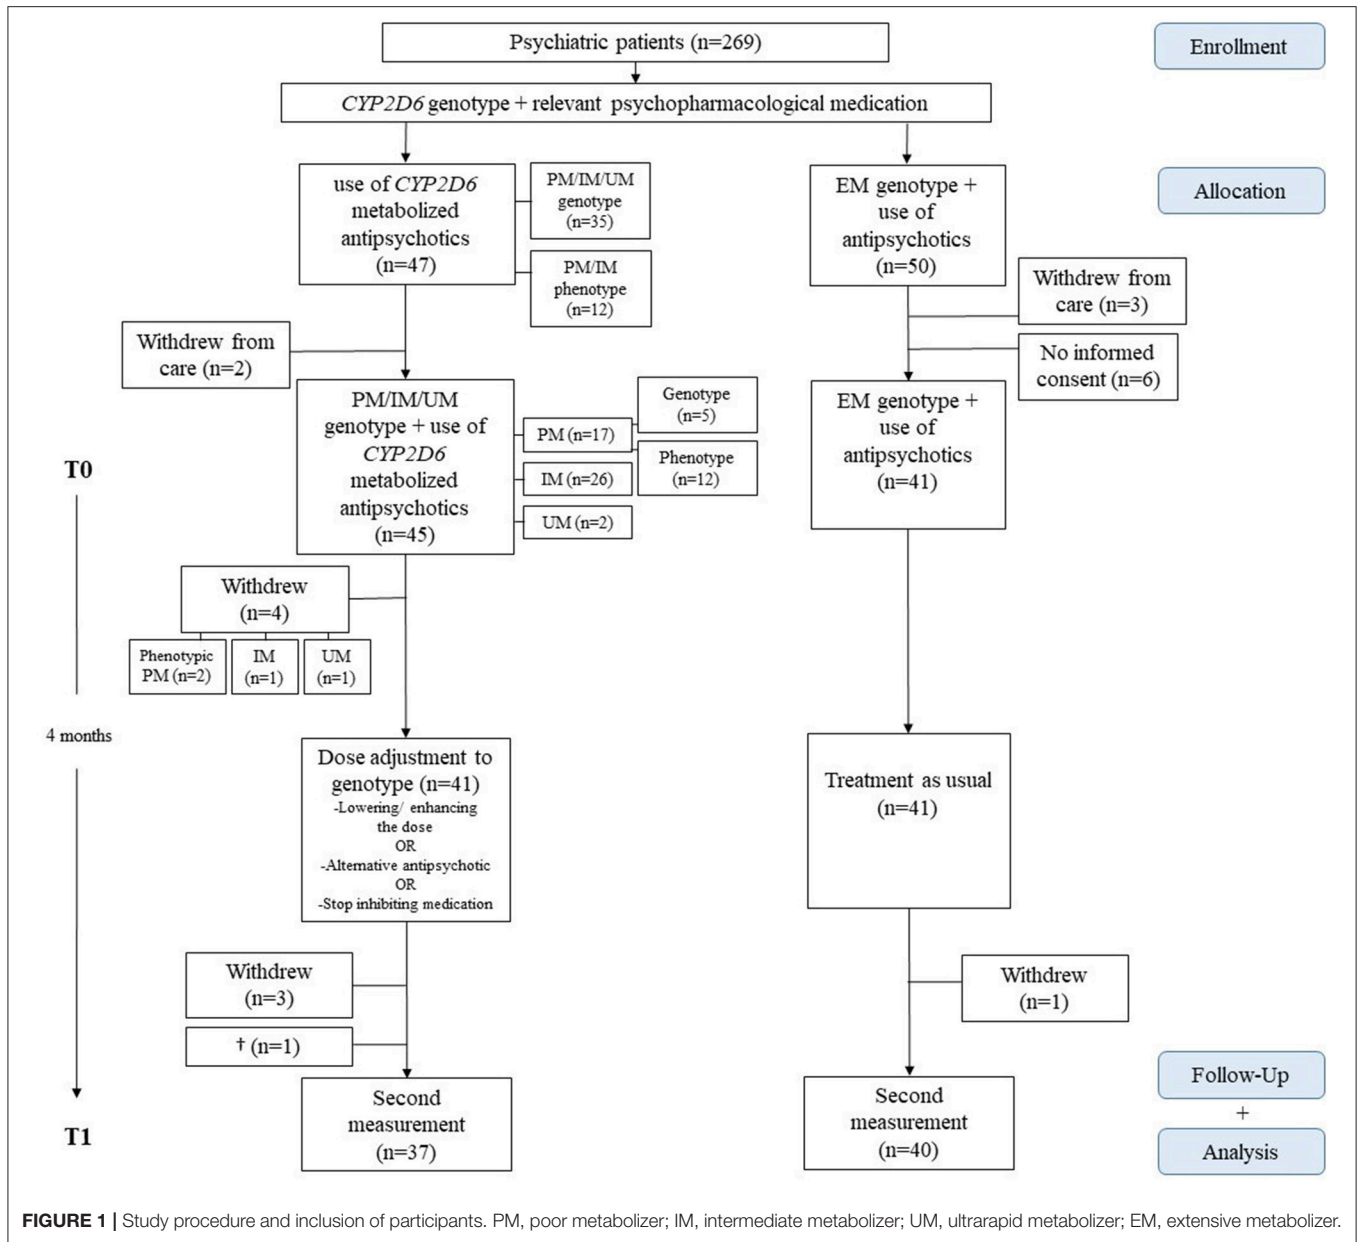 Psychiatric patients (n=269)
Enrollment
CYP2D6 genotype + relevant psychopharmacological medication
use of CYP2D6
metabolized
antipsychotics
(n=47)
PM/IM/UM
genotype
(n=35)
PM/IM
phenotype
(n=12)
EM genotype +
use of
antipsychotics
(n=50)
Allocation
Withdrew from
care (n=3)
No informed
consent (n=6)
Withdrew from
care (n=2)
PM/IM/UM
genotype + use of
CYP2D6
metabolized
antipsychotics
(n=45)
PM (n=17)
IM (n=26)
UM (n=2)
Genotype
(n=5)
Phenotype
(n=12)
EM genotype +
use of
antipsychotics
(n=41)
T0
Withdrew
(n=4)
Phenotypic
PM (n=2)
IM
(n=1)
UM
(n=1)
4 months
Dose adjustment to
genotype (n=41)
-Lowering/ enhancing
the dose
OR
-Alternative antipsychotic
OR
-Stop inhibiting medication
Treatment as usual
(n=41)
Withdrew
(n=3)
† (n=1)
Withdrew
(n=1)
T1
Second
measurement
(n=37)
Second
measurement
(n=40)
Follow-Up
+
Analysis
FIGURE 1 | Study procedure and inclusion of participants. PM, poor metabolizer; IM, intermediate metabolizer; UM, ultrarapid metabolizer; EM, extensive metabolizer.